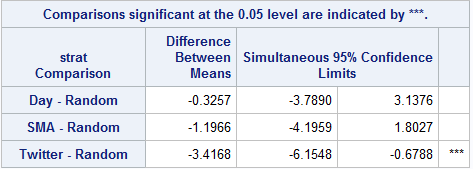 Comparisons significant at the 0.05 level are indicated by ***.
strat Comparison Difference Between Means Simultaneous 95% Confidence Limits
Day - Random -0.3257 -3.7890 3.1376
SMA - Random -1.1966 -4.1959 1.8027
Twitter - Random -3.4168 -6.1548 -0.6788 ***